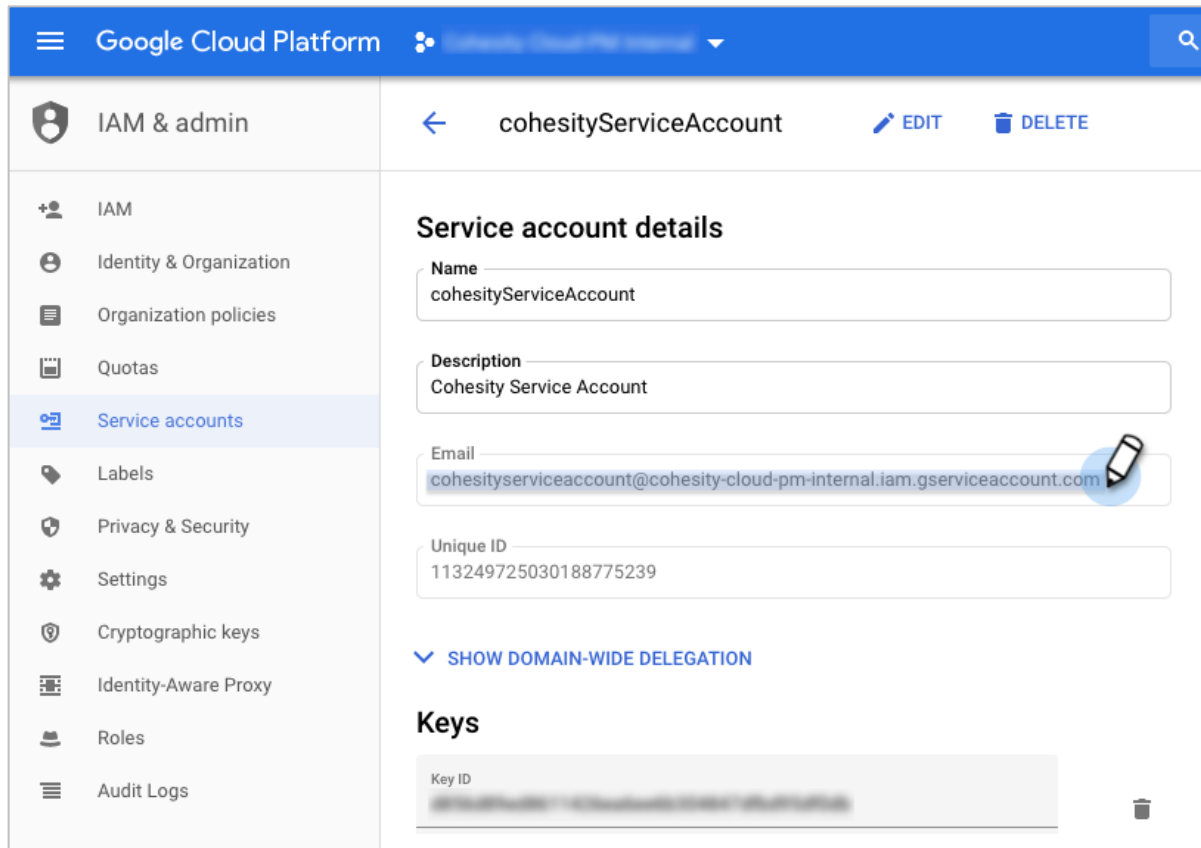 Google Cloud Platform
IAM & admin
cohesityServiceAccount
EDIT
DELETE
IAM
Identity & Organization
Organization policies
Quotas
Service accounts
Labels
Privacy & Security
Settings
Cryptographic keys
Identity-Aware Proxy
Roles
Audit Logs
Service account details
Name
cohesityServiceAccount
Description
Cohesity Service Account
Email
cohesityserviceaccount@cohesity-cloud-pm-internal.iam.gserviceaccount.com
Unique ID
113249725030188775239
SHOW DOMAIN-WIDE DELEGATION
Keys
Key ID